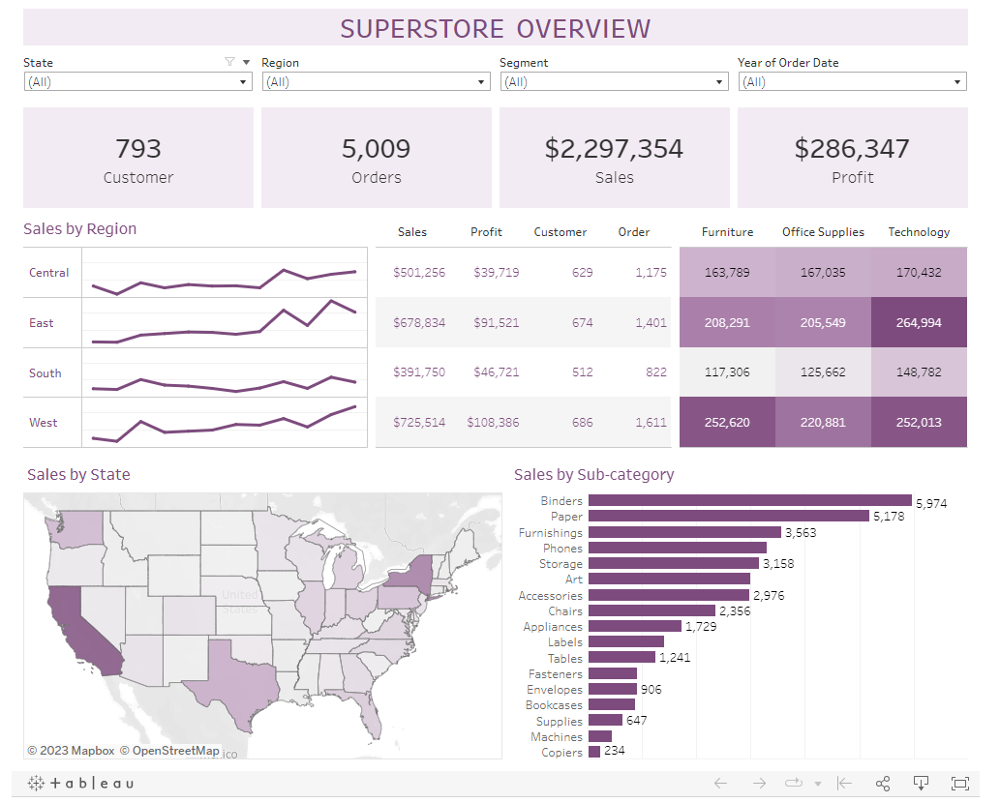 SUPERSTORE OVERVIEW
State Region Segment Year of Order Date
(All) (All) (All) (All)
793 5,009 $2,297,354 $286,347
Customer Orders Sales Profit
Sales by Region
Sales Profit Customer Order Furniture Office Supplies Technology
Central $501,256 $39,719 629 1,175 163,789 167,035 170,432
East $678,834 $91,521 674 1,401 208,291 205,549 264,994
South $391,750 $46,721 512 822 117,306 125,662 148,782
West $725,514 $108,386 686 1,611 252,620 220,881 252,013
Sales by State
United
States
© 2023 Mapbox © OpenStreetMap
Sales by Sub-category
Binders 5,974
Paper 5,178
Furnishings 3,563
Phones
Storage 3,158
Art
Accessories 2,976
Chairs 2,356
Appliances 1,729
Labels
Tables 1,241
Fasteners
Envelopes 906
Bookcases
Supplies 647
Machines
Copiers 234
+ableau